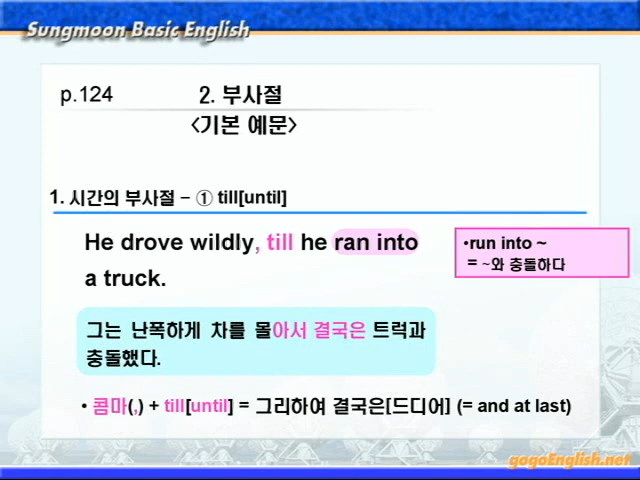 Sungmoon Basic English
p.124
2. 부사절
<기본 예문>
1. 시간의 부사절 – ① till[until]
He drove wildly, till he ran into
a truck.
•run into ~
= ~와 충돌하다
그는 난폭하게 차를 몰아서 결국은 트럭과
충돌했다.
• 콤마(,) + till[until] = 그리하여 결국은[드디어] (= and at last)
gogoEnglish.net